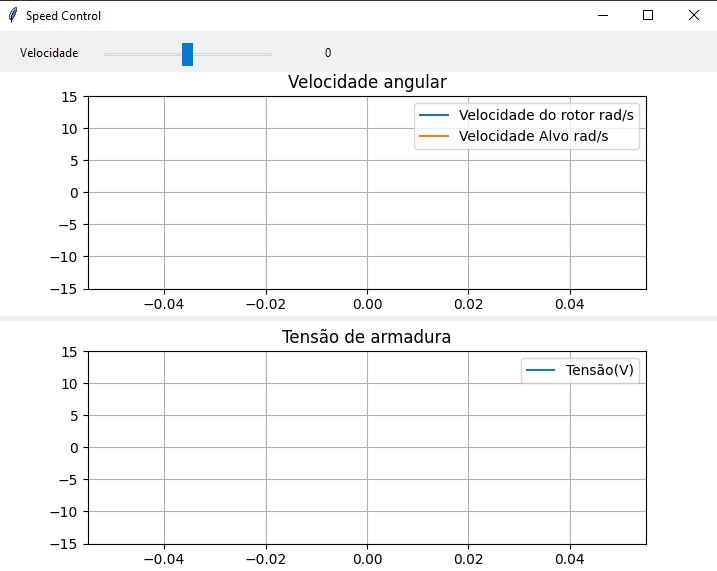 Speed Control
Velocidade 0
Velocidade angular
15
10
5
0
−5
−10
−15
Velocidade do rotor rad/s
Velocidade Alvo rad/s
−0.04 −0.02 0.00 0.02 0.04
Tensão de armadura
15
10
5
0
−5
−10
−15
Tensão(V)
−0.04 −0.02 0.00 0.02 0.04